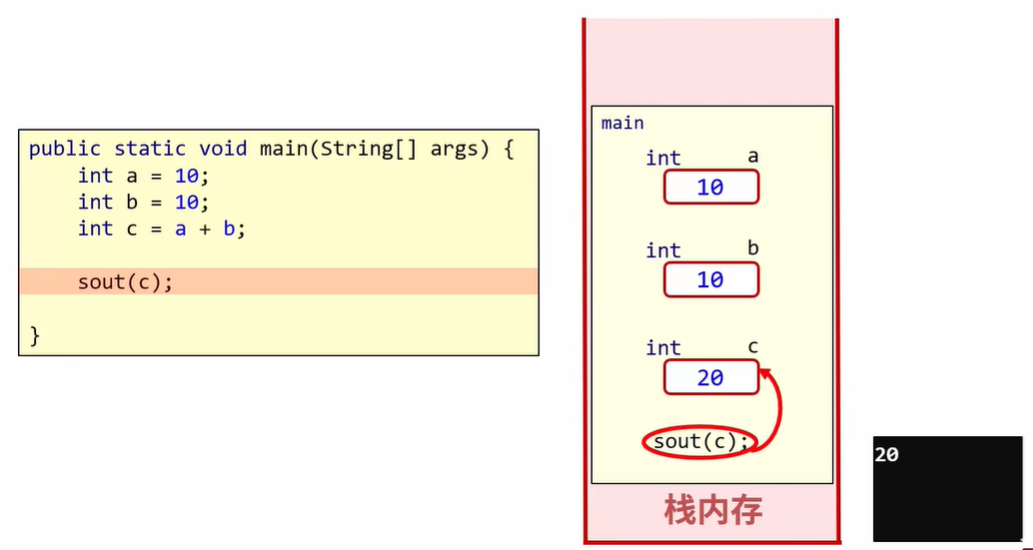 public static void main(String[] args) {
    int a = 10;
    int b = 10;
    int c = a + b;
    sout(c);
}
main
int a
10
int b
10
int c
20
sout(c);
栈内存
20